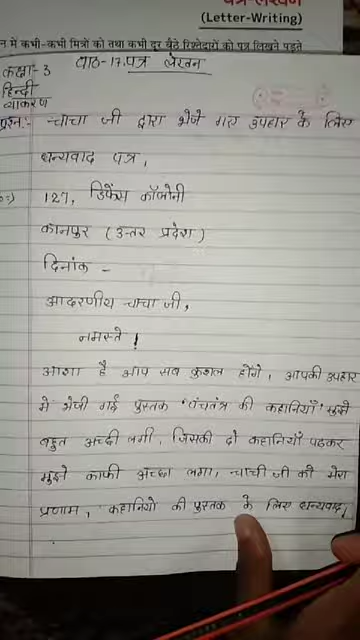 पत्र-लेखन
(Letter-Writing)
न में कभी-कभी मित्रों को तथा कभी दूर बैठे रिश्तेदारों को पत्र लिखने पड़ते
कक्षा-3 पाठ-17. पत्र लेखन
हिन्दी
व्याकरण
प्रश्न:- चाचा जी द्वारा भेजे गए उपहार के लिए
धन्यवाद पत्र,
127, डिफेंस कॉलोनी
कानपुर (उत्तर प्रदेश)
दिनांक -
आदरणीय चाचा जी,
नमस्ते !
आशा है आप सब कुशल होंगे, आपकी उपहार
मे भेजी गई पुस्तक 'पंचतंत्र की कहानियाँ' मुझे
बहुत अच्छी लगी, जिसकी दो कहानियाँ पढ़कर
मुझे काफी अच्छा लगा, चाची जी को मेरा
प्रणाम, कहानियो की पुस्तक के लिए धन्यवाद,